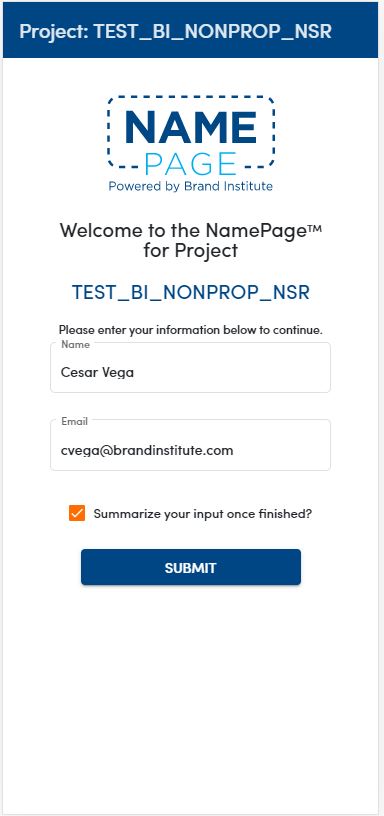 Project: TEST_BI_NONPROP_NSR
NAME
PAGE
Powered by Brand Institute
Welcome to the NamePage™
for Project
TEST_BI_NONPROP_NSR
Please enter your information below to continue.
Name
Cesar Vega
Email
cvega@brandinstitute.com
Summarize your input once finished?
SUBMIT